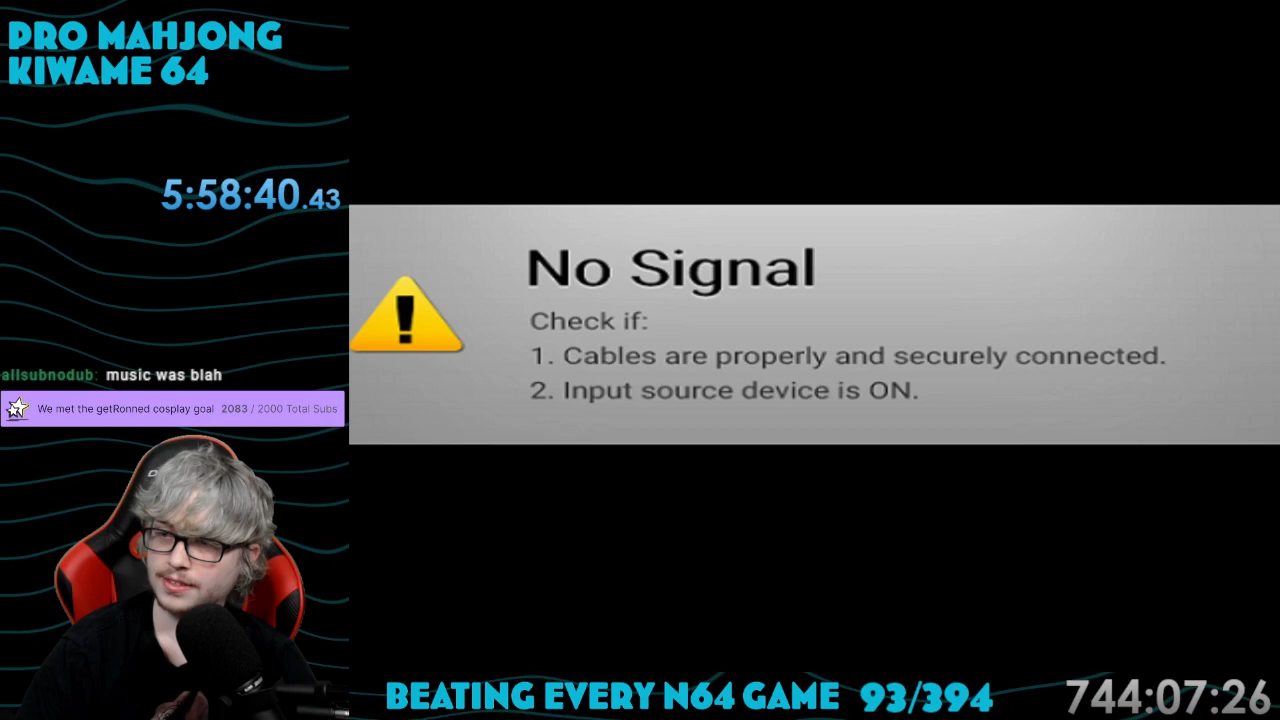 PRO MAHJONG
KIWAME 64
5:58:40.43
No Signal
Check if:
1. Cables are properly and securely connected.
2. Input source device is ON.
allsubnodub: music was blah
We met the getRonned cosplay goal 2083 / 2000 Total Subs
BEATING EVERY N64 GAME 93/394
744:07:26